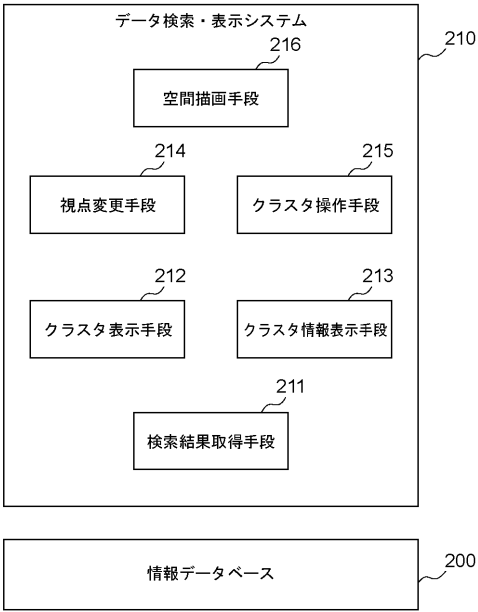 データ検索・表示システム
216
210
空間描画手段
214
215
視点変更手段
クラスタ操作手段
212
213
クラスタ表示手段
クラスタ情報表示手段
211
検索結果取得手段
情報データベース
200